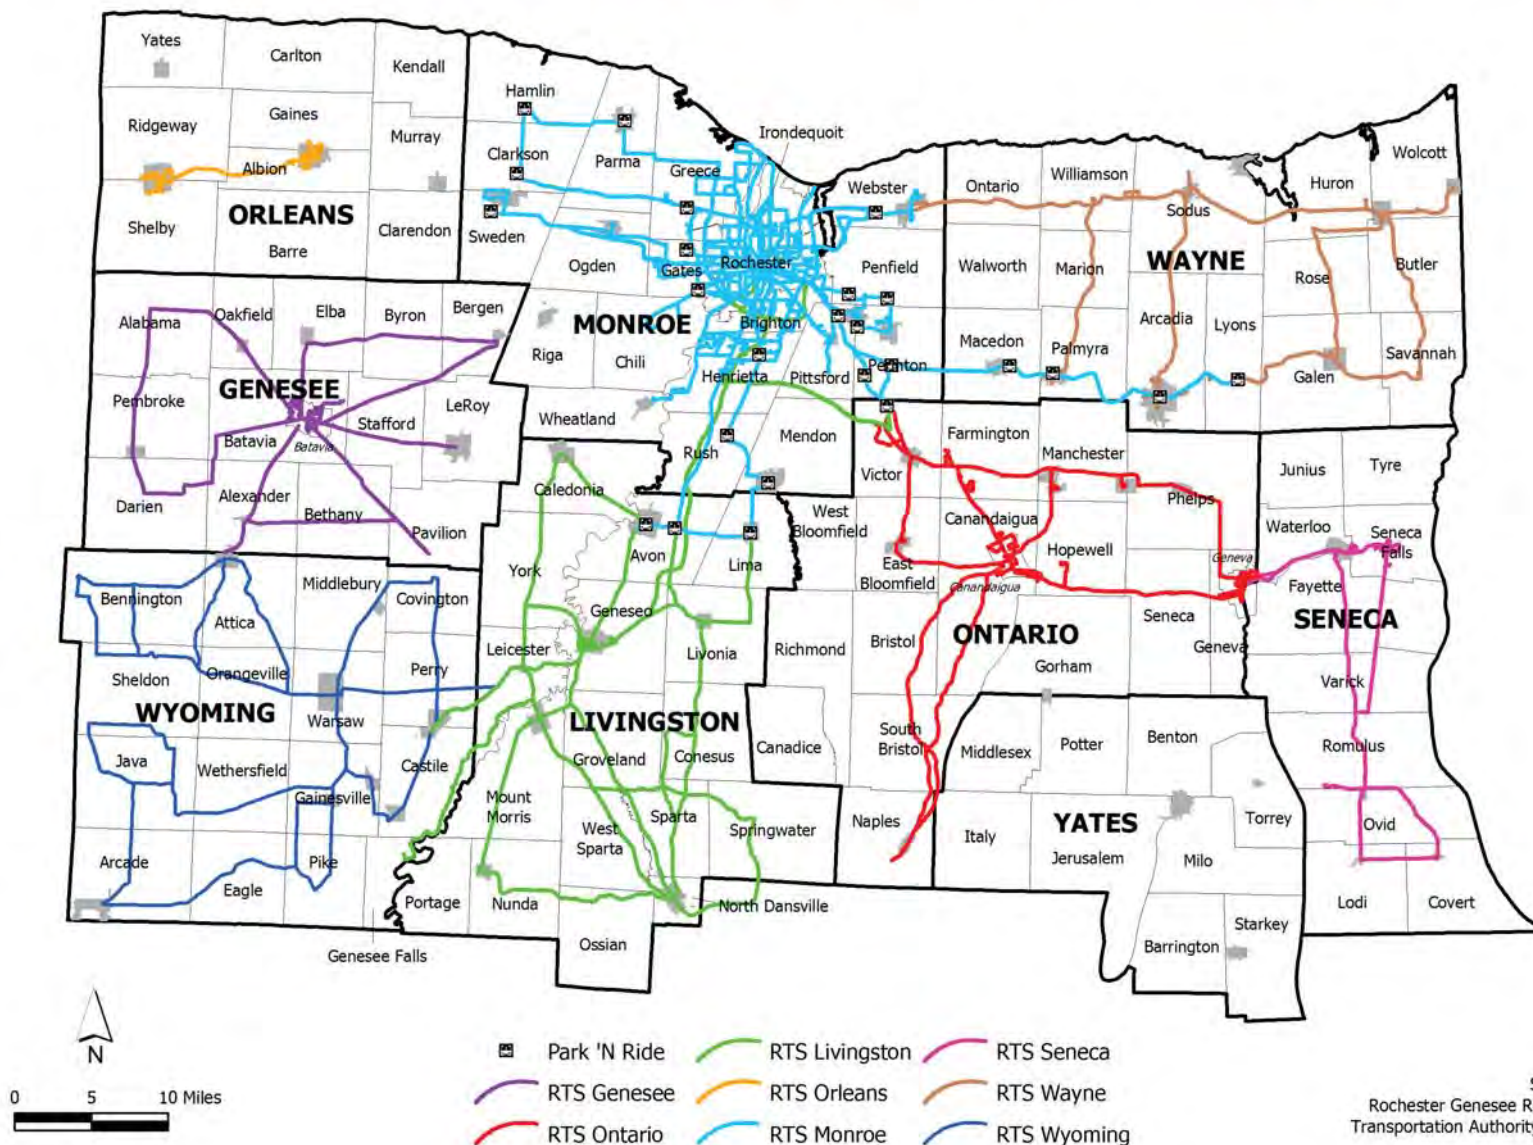 Yates
Carlton
Kendall
Ridgeway
Gaines
Murray
Albion
ORLEANS
Shelby
Barre
Clarendon
Hamlin
Clarkson
Parma
Greece
Irondequoit
Webster
Sweden
Ogden
Gates
Rochester
Penfield
MONROE
Brighton
Riga
Chili
Henrietta
Pittsford
Perinton
Wheatland
Rush
Mendon
Ontario
Williamson
Sodus
Huron
Wolcott
Walworth
Marion
WAYNE
Rose
Butler
Arcadia
Lyons
Macedon
Palmyra
Galen
Savannah
Alabama
Oakfield
Elba
Byron
Bergen
GENESEE
Pembroke
Batavia
Batavia
Stafford
LeRoy
Darien
Alexander
Bethany
Pavilion
Caledonia
Avon
Lima
York
Geneseo
Leicester
Livonia
LIVINGSTON
Groveland
Conesus
Mount
Morris
West
Sparta
Sparta
Springwater
Portage
Nunda
North Dansville
Ossian
Genesee Falls
Farmington
Manchester
Victor
Phelps
West
Bloomfield
Canandaigua
East
Bloomfield
Canandaigua
Hopewell
Geneva
Seneca
Geneva
Richmond
Bristol
ONTARIO
Gorham
Canadice
South
Bristol
Naples
Junius
Tyre
Waterloo
Seneca
Falls
Fayette
SENECA
Varick
Romulus
Ovid
Lodi
Covert
Bennington
Attica
Middlebury
Covington
Sheldon
Orangeville
Perry
WYOMING
Warsaw
Java
Wethersfield
Gainesville
Castile
Arcade
Eagle
Pike
Middlesex
Potter
Benton
Italy
YATES
Jerusalem
Torrey
Milo
Barrington
Starkey
N
0 5 10 Miles
Park 'N Ride
RTS Genesee
RTS Ontario
RTS Livingston
RTS Orleans
RTS Monroe
RTS Seneca
RTS Wayne
RTS Wyoming
Rochester Genesee R
Transportation Authorit